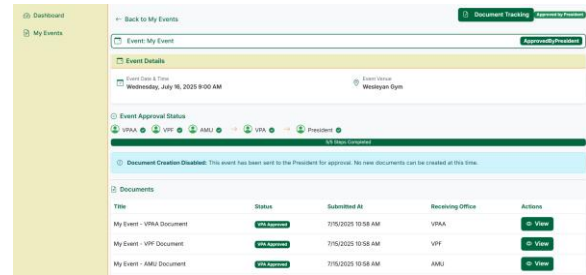 Dashboard
My Events
← Back to My Events
Document Tracking
Approved by President
Event: My Event
ApprovedByPresident
Event Details
Event Date & Time
Wednesday, July 16, 2025 9:00 AM
Event Venue
Wesleyan Gym
Event Approval Status
VPAA VPF AMU → VPA → President
5/5 Steps Completed
Document Creation Disabled: This event has been sent to the President for approval. No new documents can be created at this time.
Documents
Title Status Submitted At Receiving Office Actions
My Event - VPAA Document VPA Approved 7/15/2025 10:58 AM VPAA View
My Event - VPF Document VPA Approved 7/15/2025 10:58 AM VPF View
My Event - AMU Document VPA Approved 7/15/2025 10:58 AM AMU View